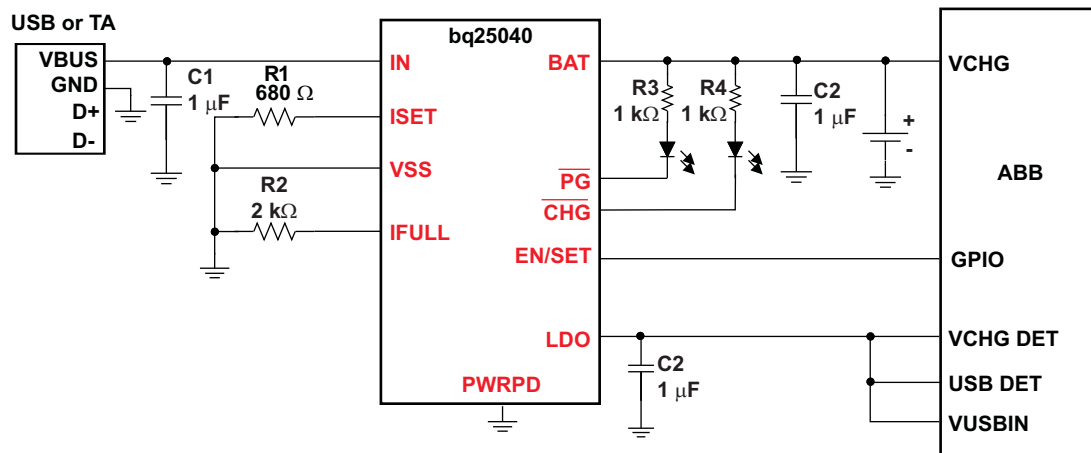 USB or TA
VBUS
GND
D+
D-
C1
1 μF
R1
680 Ω
R2
2 kΩ
bq25040
IN
ISET
VSS
IFULL
BAT
PG
CHG
EN/SET
LDO
PWRPD
R3
1 kΩ
R4
1 kΩ
C2
1 μF
+
-
C2
1 μF
VCHG
ABB
GPIO
VCHG DET
USB DET
VUSBIN